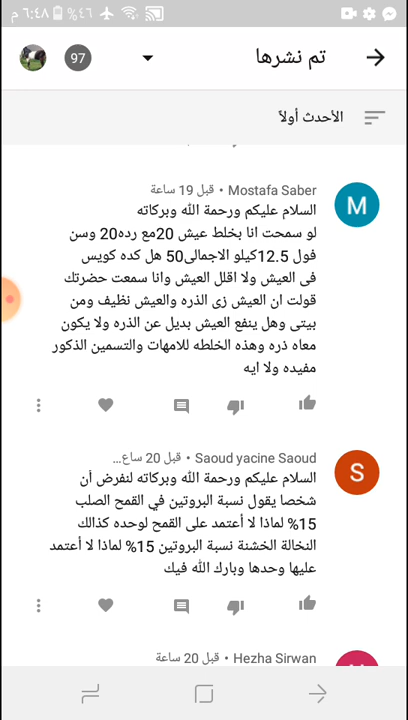 ٦:٤٨ م ٤٦%
تم نشرها
97
الأحدث أولاً
Mostafa Saber • قبل 19 ساعة
السلام عليكم ورحمة الله وبركاته
لو سمحت انا بخلط عيش 20مع رده20 وسن
فول 12.5كيلو الاجمالى50 هل كده كويس
فى العيش ولا اقلل العيش وانا سمعت حضرتك
قولت ان العيش زى الذره والعيش نظيف ومن
بيتى وهل ينفع العيش بديل عن الذره ولا يكون
معاه ذره وهذه الخلطه للامهات والتسمين الذكور
مفيده ولا ايه
Saoud yacine Saoud • قبل 20 ساع...
السلام عليكم ورحمة الله وبركاته لنفرض أن
شخصا يقول نسبة البروتين في القمح الصلب
15% لماذا لا أعتمد على القمح لوحده كذالك
النخالة الخشنة نسبة البروتين 15% لماذا لا أعتمد
عليها وحدها وبارك الله فيك
Hezha Sirwan • قبل 20 ساعة